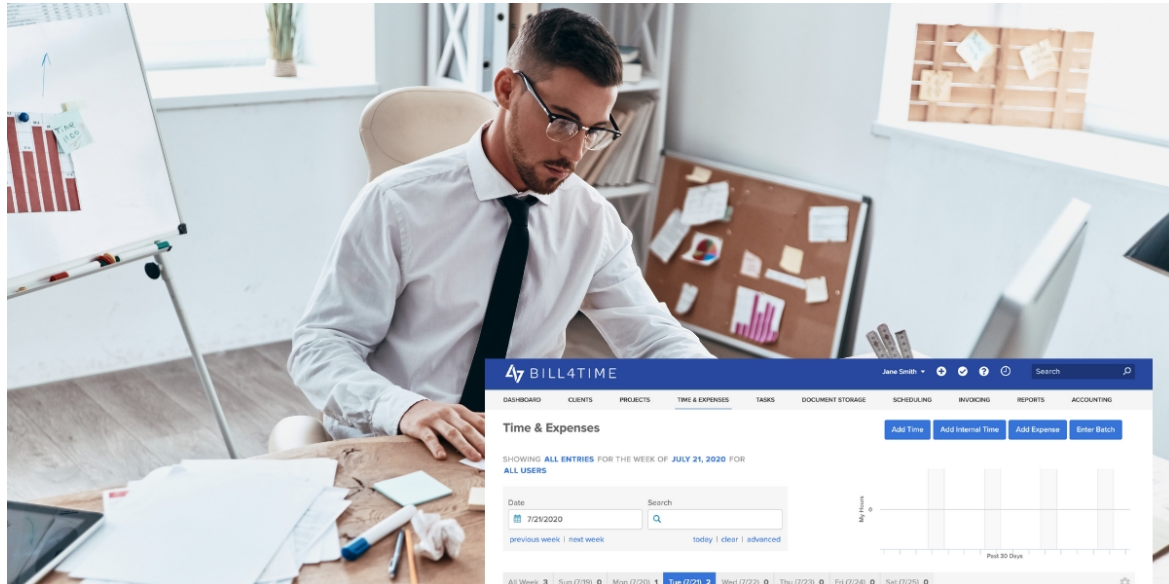 TIME
11:00
BILL4TIME
Jane Smith
Search
DASHBOARD CLIENTS PROJECTS TIME & EXPENSES TASKS DOCUMENT STORAGE SCHEDULING INVOICING REPORTS ACCOUNTING
Time & Expenses
Add Time Add Internal Time Add Expense Enter Batch
SHOWING ALL ENTRIES FOR THE WEEK OF JULY 21, 2020 FOR
ALL USERS
Date Search
7/21/2020
previous week | next week today | clear | advanced
My Hours
0
Past 30 Days
All Week 3 Sun (7/19) 0 Mon (7/20) 1 Tue (7/21) 2 Wed (7/22) 0 Thu (7/23) 0 Fri (7/24) 0 Sat (7/25) 0